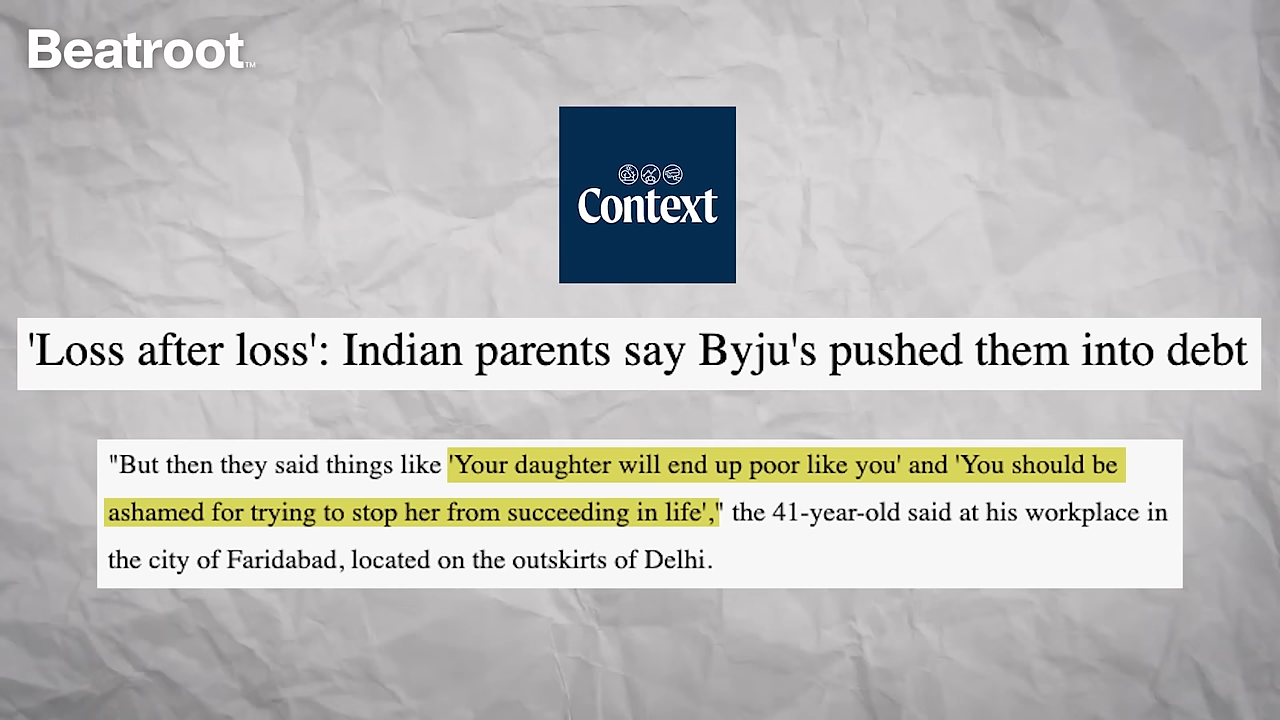 Beatroot™
Context
'Loss after loss': Indian parents say Byju's pushed them into debt
"But then they said things like 'Your daughter will end up poor like you' and 'You should be
ashamed for trying to stop her from succeeding in life'," the 41-year-old said at his workplace in
the city of Faridabad, located on the outskirts of Delhi.